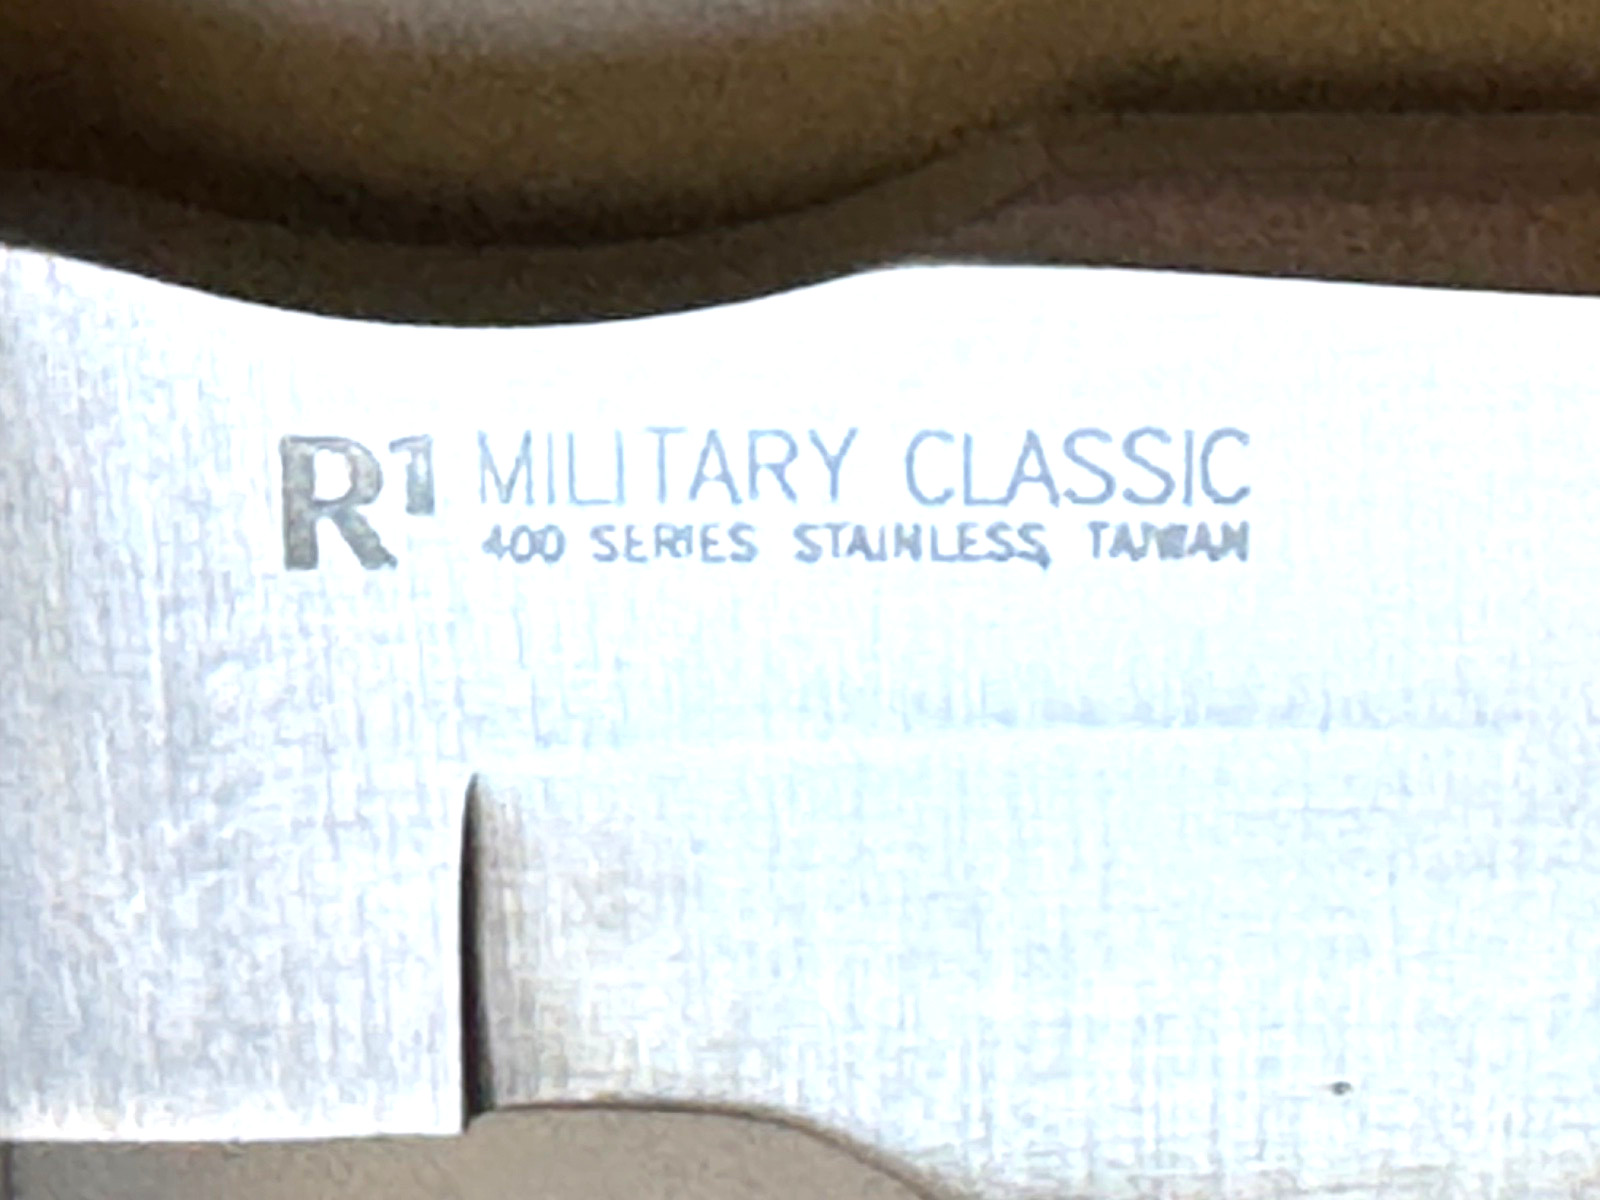 R1 MILITARY CLASSIC
400 SERIES STAINLESS, TAIWAN